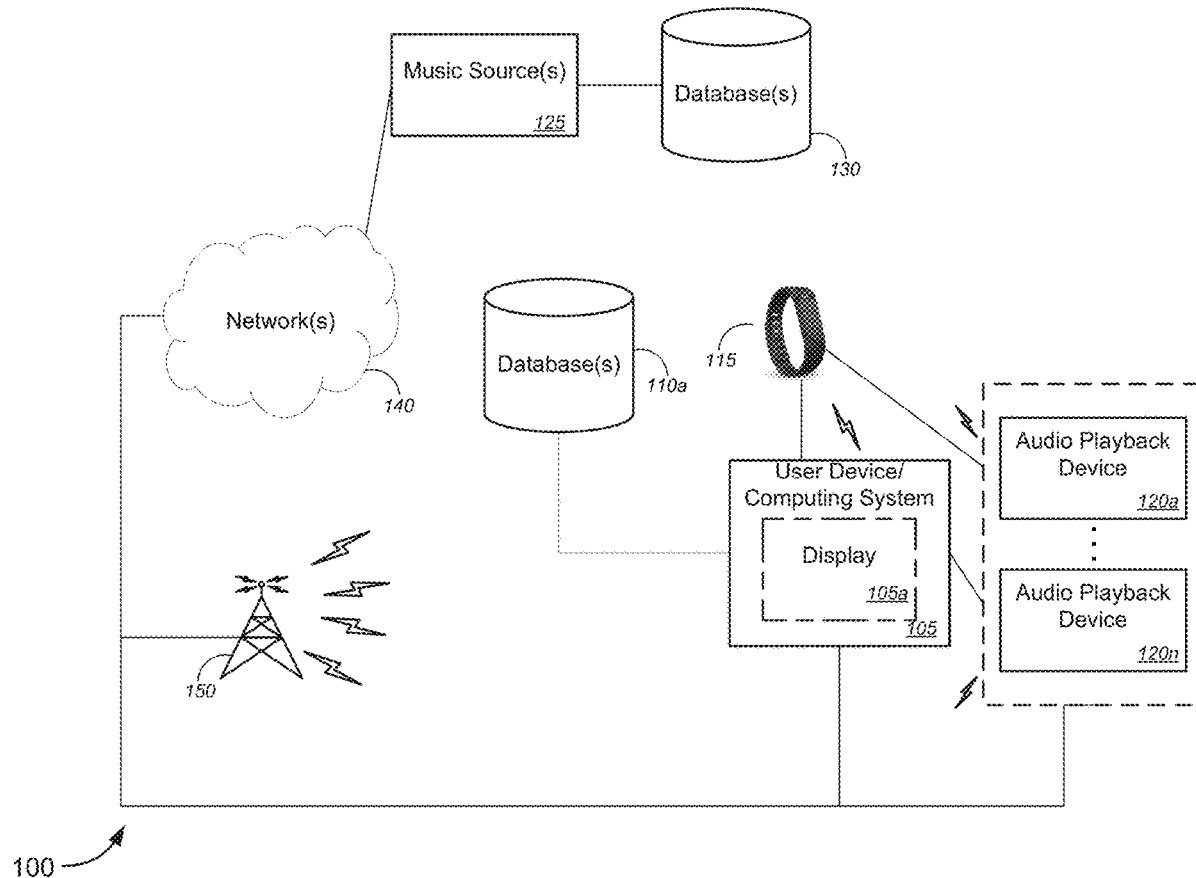 Music Source(s)
125
Database(s)
130
Network(s)
140
Database(s)
110a
115
User Device/
Computing System
Display
105a
105
Audio Playback
Device
120a
Audio Playback
Device
120n
150
100